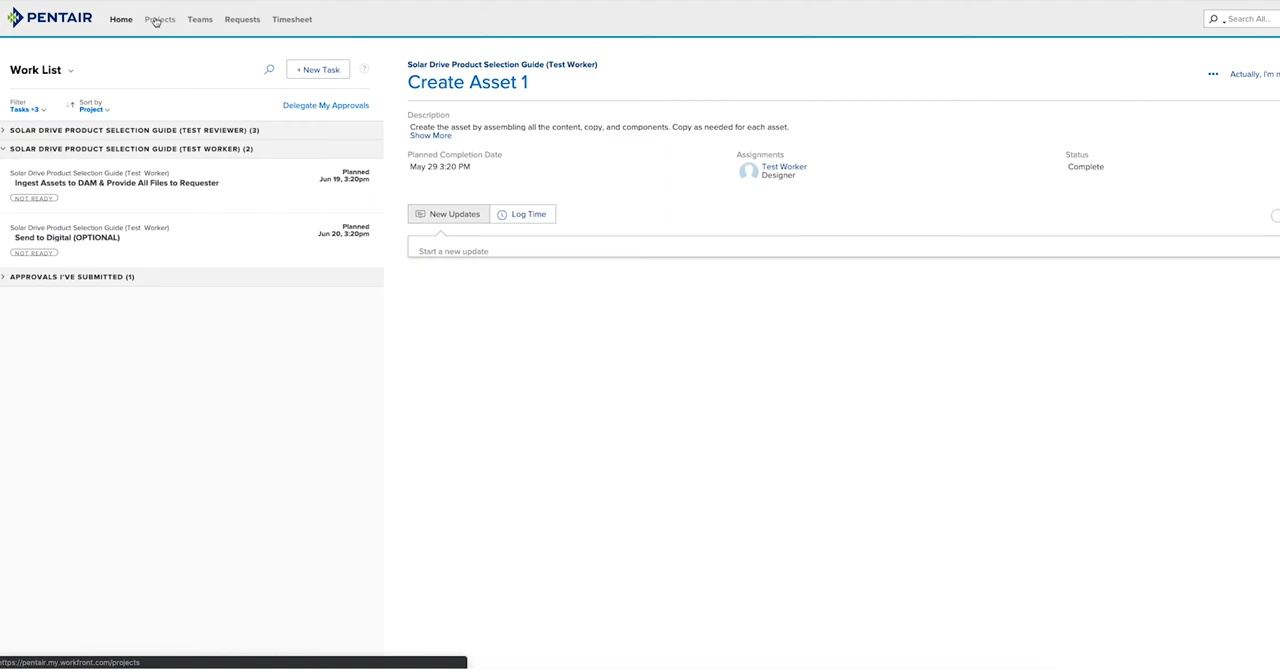 PENTAIR Home Projects Teams Requests Timesheet Search All...
Work List + New Task ?
Filter
Tasks +3
Sort by
Project
Delegate My Approvals
SOLAR DRIVE PRODUCT SELECTION GUIDE (TEST REVIEWER) (3)
SOLAR DRIVE PRODUCT SELECTION GUIDE (TEST WORKER) (2)
Solar Drive Product Selection Guide (Test Worker) Planned
Ingest Assets to DAM & Provide All Files to Requester Jun 19, 3:20pm
NOT READY
Solar Drive Product Selection Guide (Test Worker) Planned
Send to Digital (OPTIONAL) Jun 20, 3:20pm
NOT READY
APPROVALS I'VE SUBMITTED (1)
Solar Drive Product Selection Guide (Test Worker)
Create Asset 1 Actually, I'm n
Description
Create the asset by assembling all the content, copy, and components. Copy as needed for each asset.
Show More
Planned Completion Date Assignments Status
May 29 3:20 PM Test Worker Complete
Designer
New Updates Log Time
Start a new update
https://pentair.my.workfront.com/projects